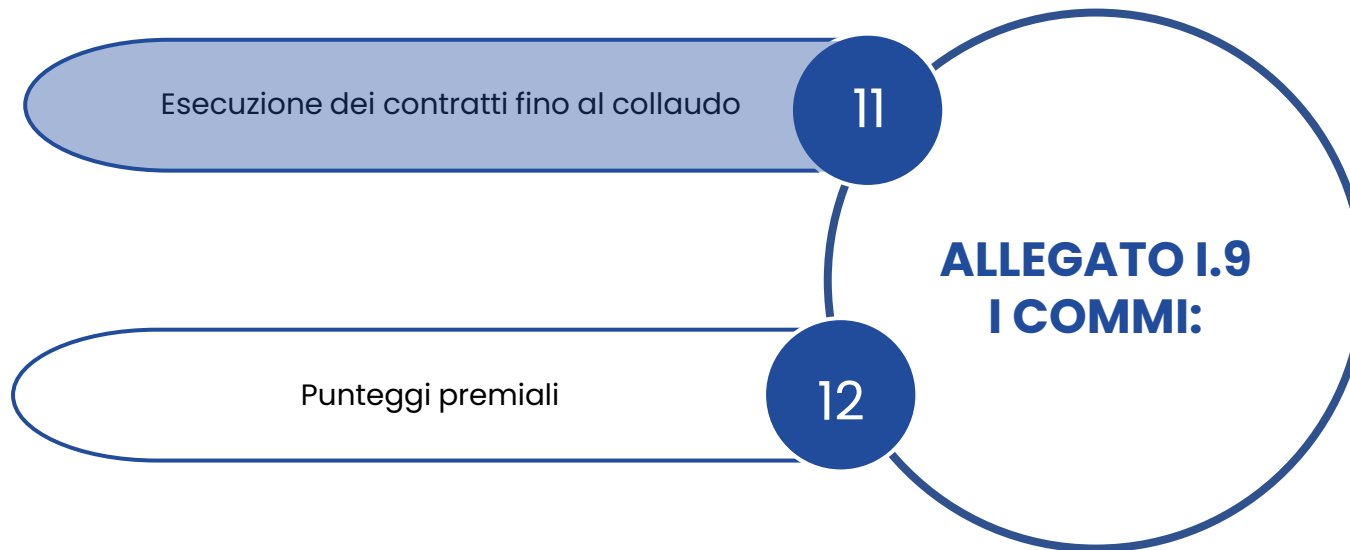 Esecuzione dei contratti fino al collaudo
11
ALLEGATO I.9
I COMMI:
Punteggi premiali
12